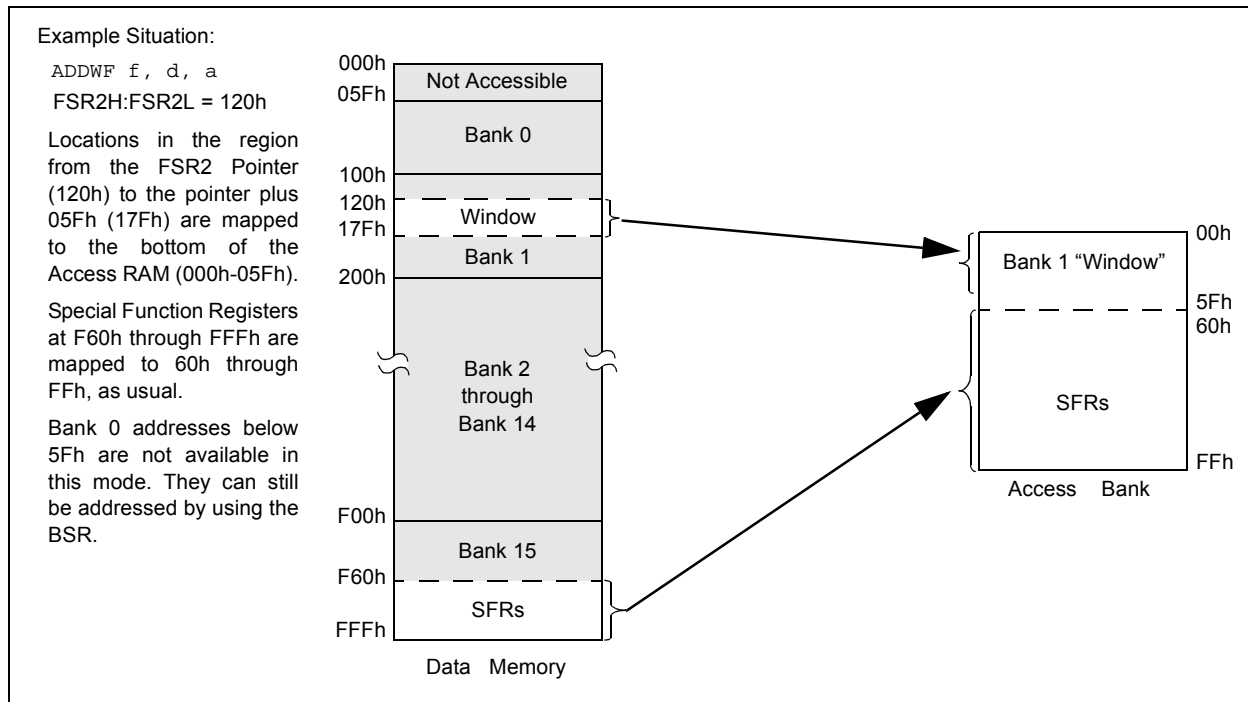 Example Situation:
ADDWF f, d, a
FSR2H:FSR2L = 120h
Locations in the region
from the FSR2 Pointer
(120h) to the pointer plus
05Fh (17Fh) are mapped
to the bottom of the
Access RAM (000h-05Fh).
Special Function Registers
at F60h through FFFh are
mapped to 60h through
FFh, as usual.
Bank 0 addresses below
5Fh are not available in
this mode. They can still
be addressed by using the
BSR.
000h
Not Accessible
05Fh
Bank 0
100h
120h
Window
17Fh
Bank 1
200h
Bank 2
through
Bank 14
F00h
Bank 15
F60h
SFRs
FFFh
Data Memory
00h
Bank 1 “Window”
5Fh
60h
SFRs
FFh
Access Bank